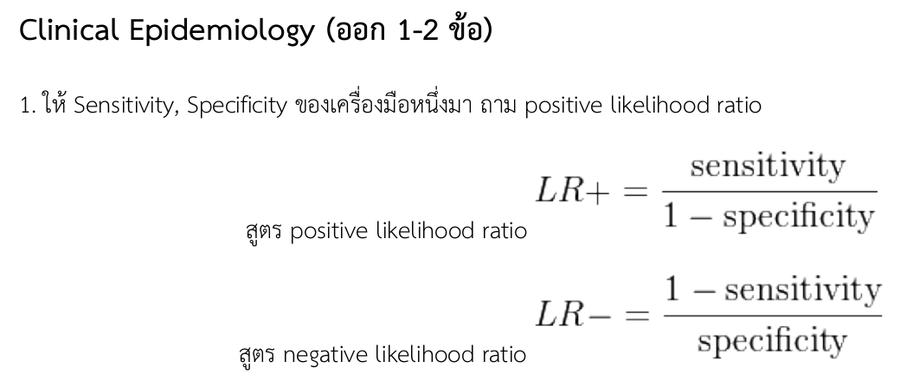 Clinical Epidemiology (ออก 1-2 ข้อ)
1. ให้ Sensitivity, Specificity ของเครื่องมือหนึ่งมา ถาม positive likelihood ratio
สูตร positive likelihood ratio LR+ = sensitivity / 1 − specificity
สูตร negative likelihood ratio LR− = 1 − sensitivity / specificity